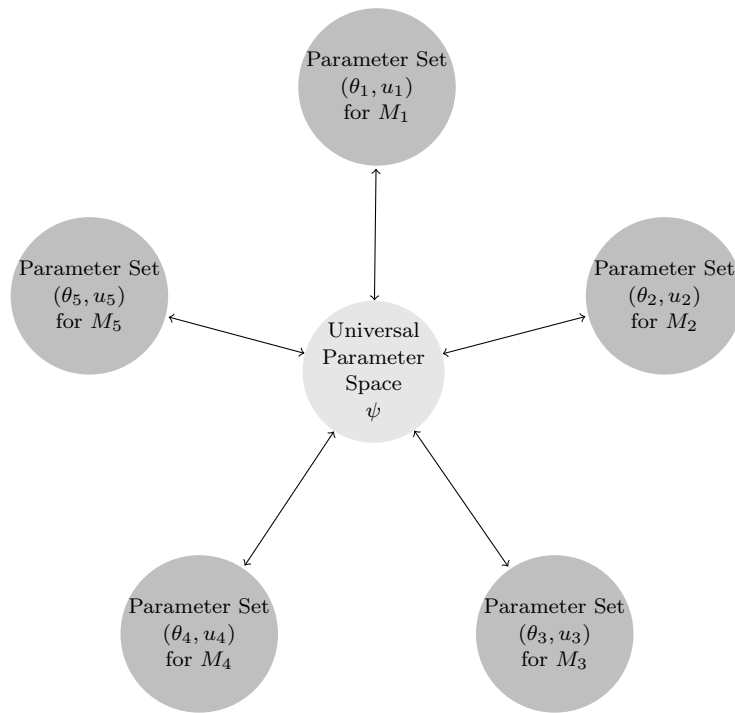 Parameter Set
(θ₁, u₁)
for M₁
Parameter Set
(θ₅, u₅)
for M₅
Parameter Set
(θ₂, u₂)
for M₂
Universal
Parameter
Space
ψ
Parameter Set
(θ₄, u₄)
for M₄
Parameter Set
(θ₃, u₃)
for M₃